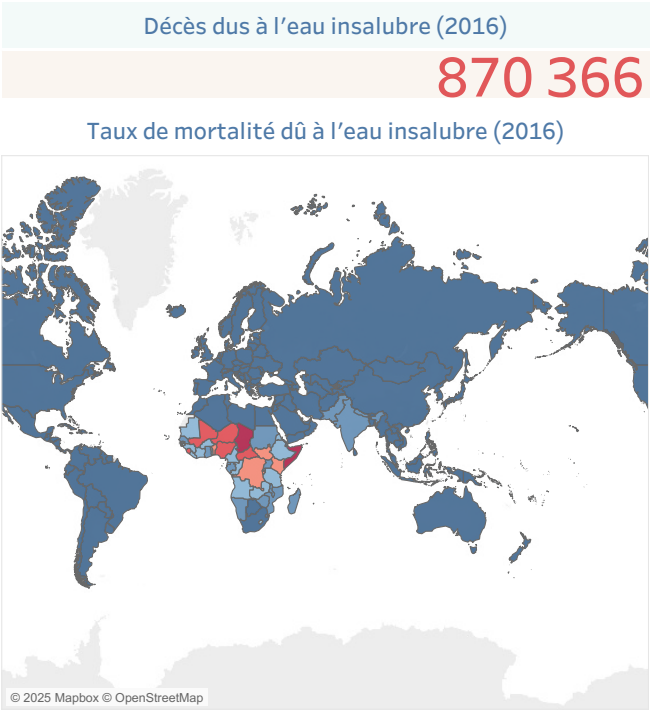 Décès dus à l’eau insalubre (2016)
870 366
Taux de mortalité dû à l’eau insalubre (2016)
© 2025 Mapbox © OpenStreetMap